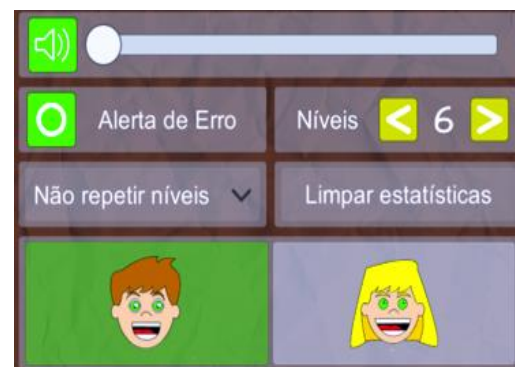 Alerta de Erro
Níveis < 6 >
Não repetir níveis
Limpar estatísticas